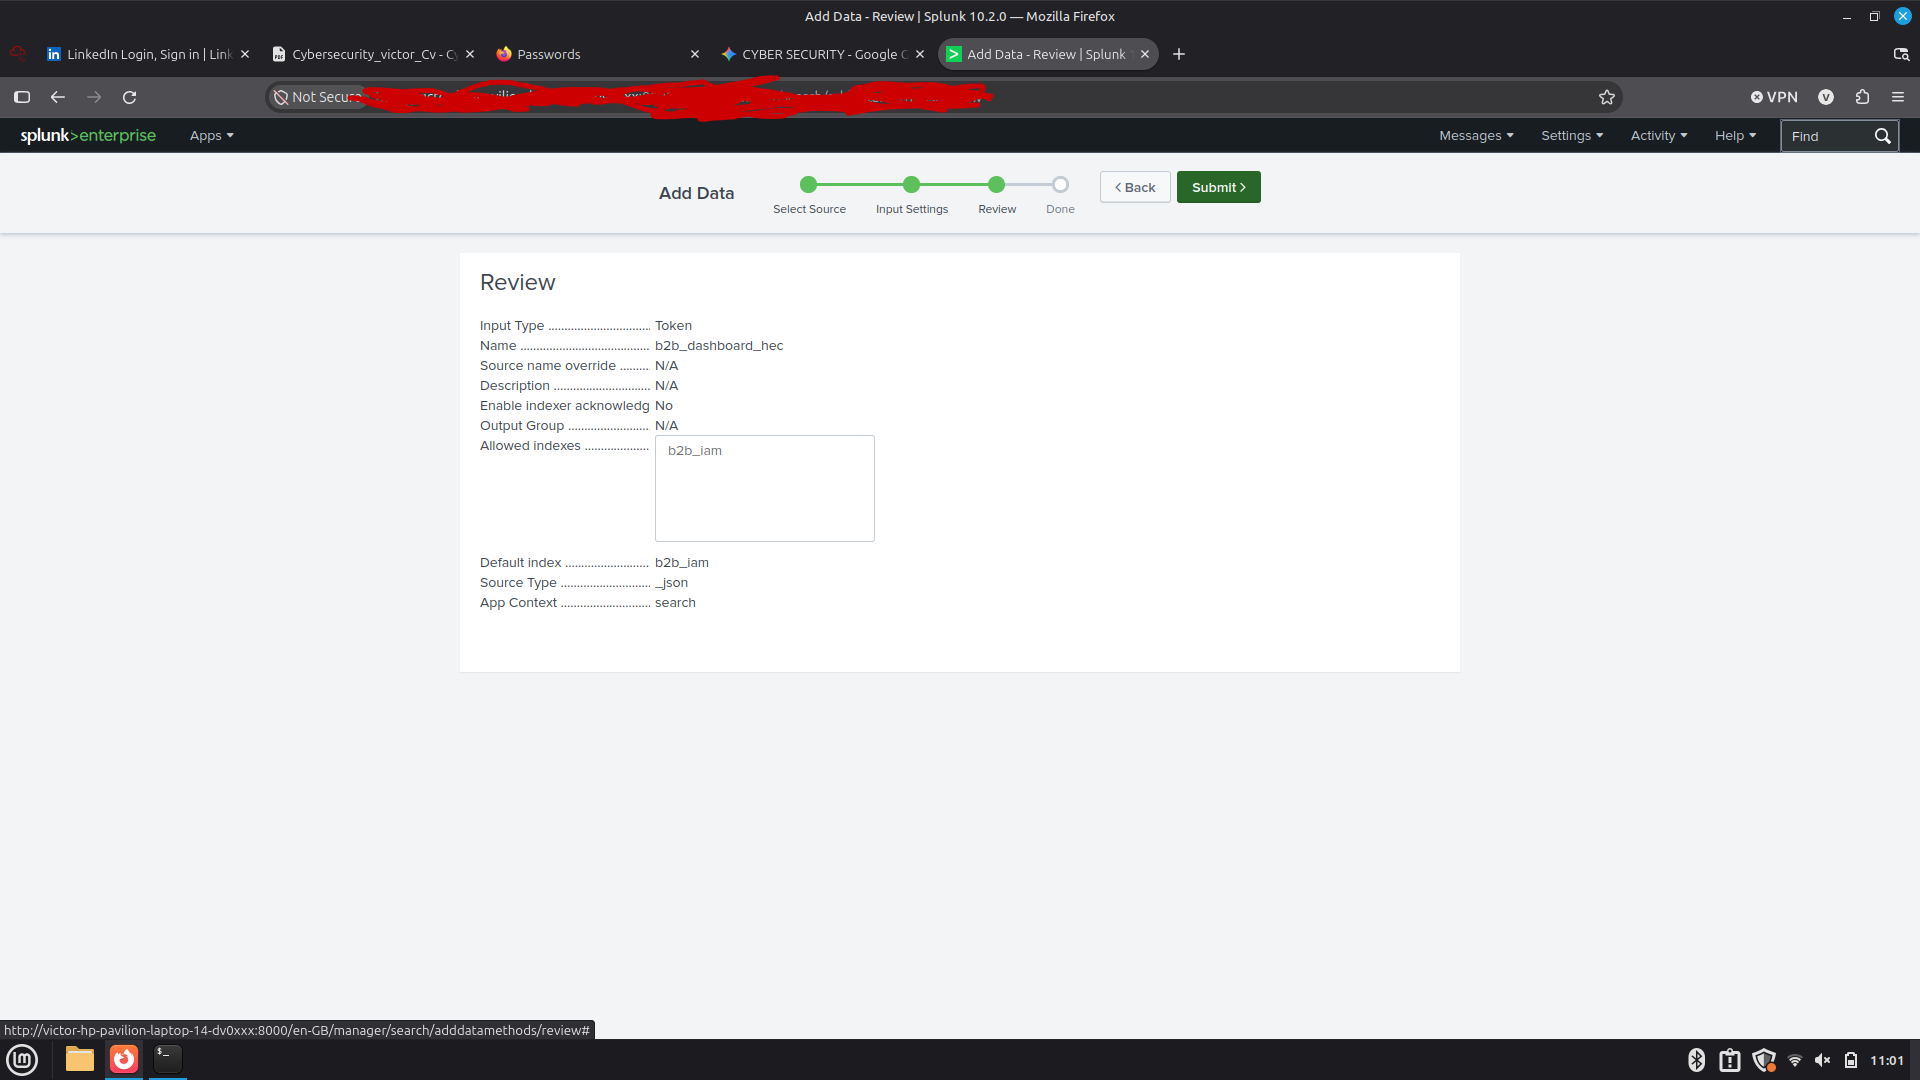 Add Data - Review | Splunk 10.2.0 — Mozilla Firefox
LinkedIn Login, Sign in | Link
Cybersecurity_victor_Cv - Cy
Passwords
CYBER SECURITY - Google
Add Data - Review | Splunk
Not Secure
VPN
V
splunk>enterprise
Apps
Messages
Settings
Activity
Help
Find
Add Data
Select Source
Input Settings
Review
Done
< Back
Submit >
Review
Input Type ................................ Token
Name ........................................ b2b_dashboard_hec
Source name override ......... N/A
Description .............................. N/A
Enable indexer acknowledg No
Output Group ......................... N/A
Allowed indexes ....................
b2b_iam
Default index .......................... b2b_iam
Source Type ............................ _json
App Context ............................ search
http://victor-hp-pavilion-laptop-14-dv0xxx:8000/en-GB/manager/search/adddatamethods/review#
11:01